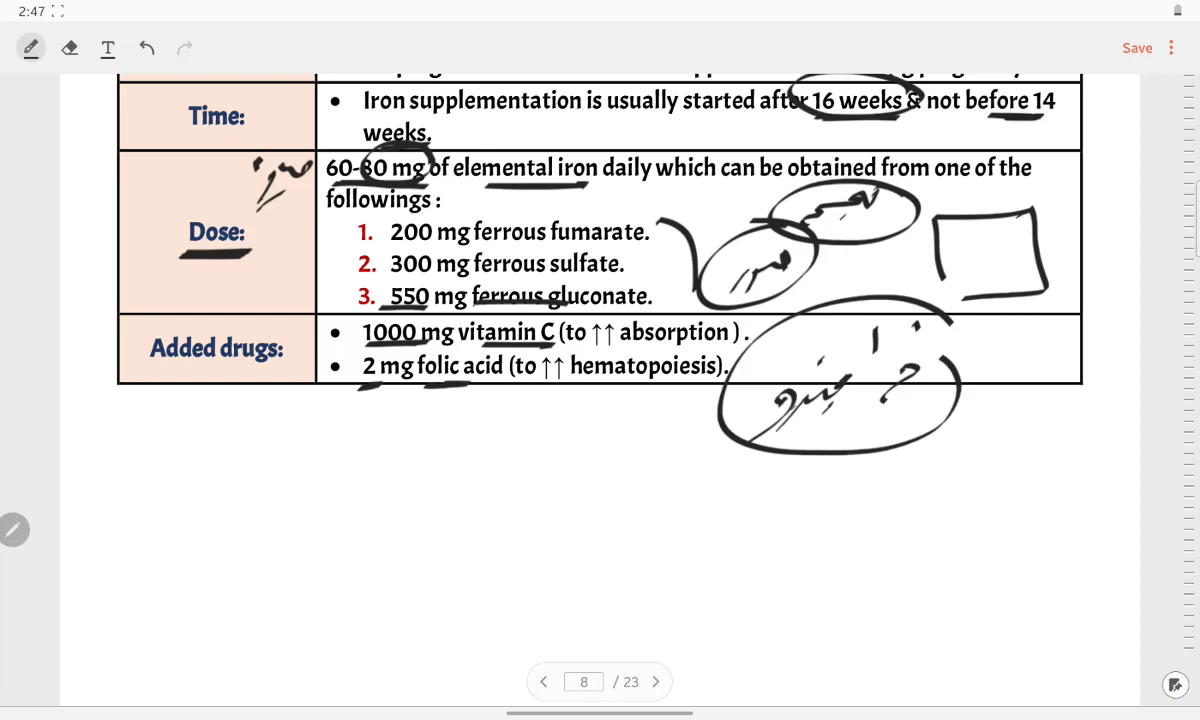 2:47
Save
Time:
• Iron supplementation is usually started after 16 weeks & not before 14
weeks.
Dose:
60-80 mg of elemental iron daily which can be obtained from one of the
followings :
1. 200 mg ferrous fumarate.
2. 300 mg ferrous sulfate.
3. 550 mg ferrous gluconate.
Added drugs:
• 1000 mg vitamin C (to ↑↑ absorption ).
• 2 mg folic acid (to ↑↑ hematopoiesis).
8 / 23